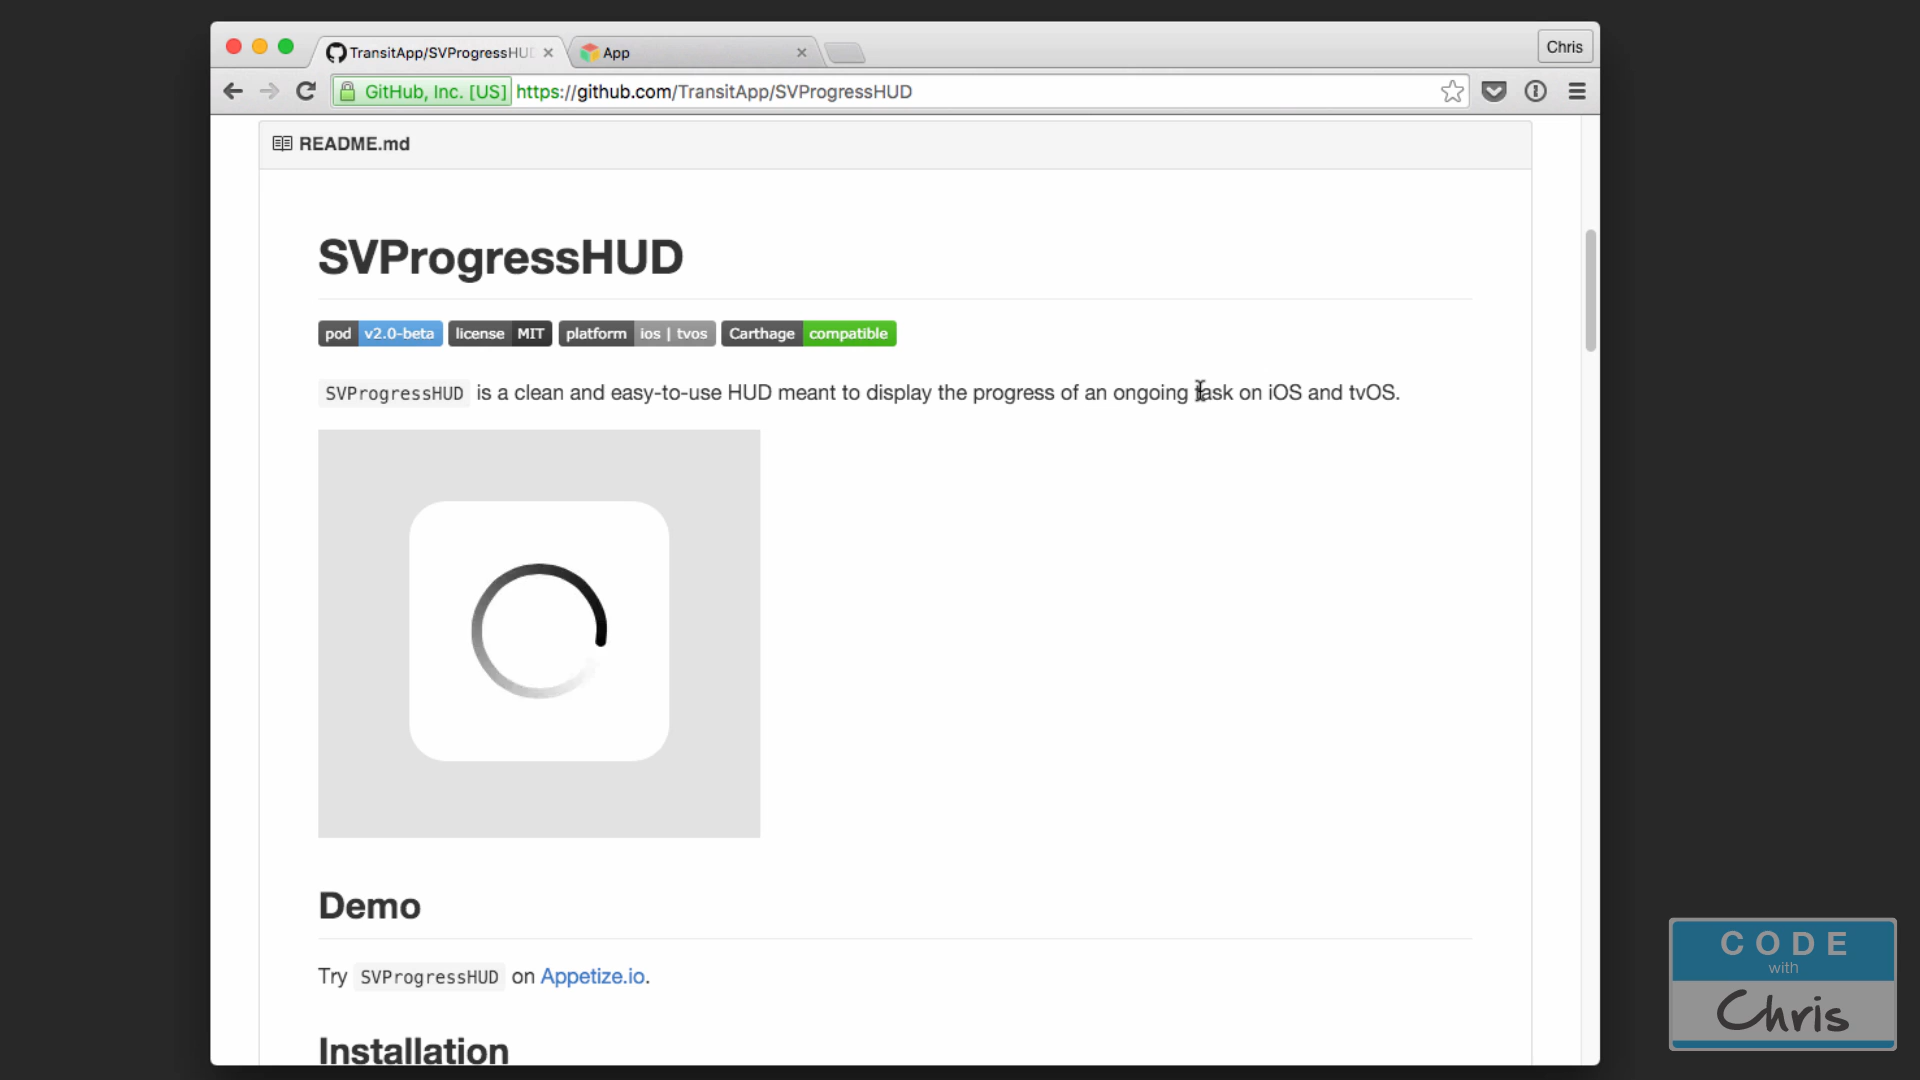 TransitApp/SVProgressHUD
App
Chris
GitHub, Inc. [US] https://github.com/TransitApp/SVProgressHUD
README.md
SVProgressHUD
pod v2.0-beta license MIT platform ios | tvos Carthage compatible
SVProgressHUD is a clean and easy-to-use HUD meant to display the progress of an ongoing task on iOS and tvOS.
Demo
Try SVProgressHUD on Appetize.io.
Installation
CODE
with
Chris